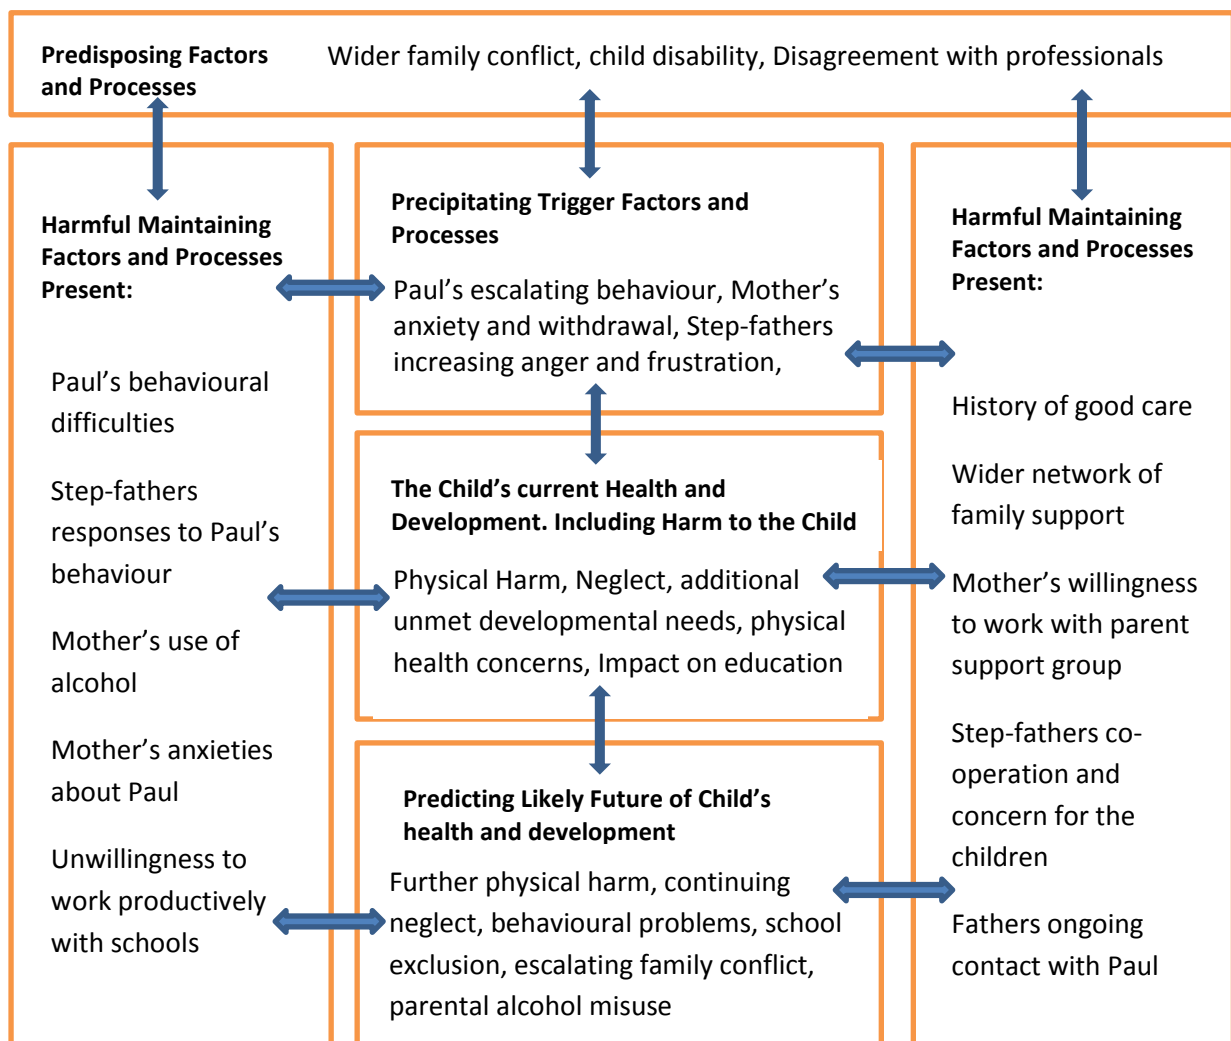 Predisposing Factors
and Processes
Wider family conflict, child disability, Disagreement with professionals
Harmful Maintaining
Factors and Processes
Present:
Paul’s behavioural
difficulties
Step-fathers
responses to Paul’s
behaviour
Mother’s use of
alcohol
Mother’s anxieties
about Paul
Unwillingness to
work productively
with schools
Precipitating Trigger Factors and
Processes
Paul’s escalating behaviour, Mother’s
anxiety and withdrawal, Step-fathers
increasing anger and frustration,
The Child’s current Health and
Development. Including Harm to the Child
Physical Harm, Neglect, additional
unmet developmental needs, physical
health concerns, Impact on education
Predicting Likely Future of Child’s
health and development
Further physical harm, continuing
neglect, behavioural problems, school
exclusion, escalating family conflict,
parental alcohol misuse
Harmful Maintaining
Factors and Processes
Present:
History of good care
Wider network of
family support
Mother’s willingness
to work with parent
support group
Step-fathers co-
operation and
concern for the
children
Fathers ongoing
contact with Paul